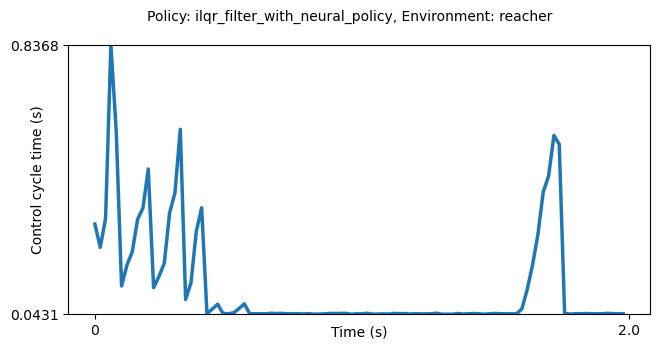 Policy: ilqr_filter_with_neural_policy, Environment: reacher
0.8368
Control cycle time (s)
0.0431
0
Time (s)
2.0